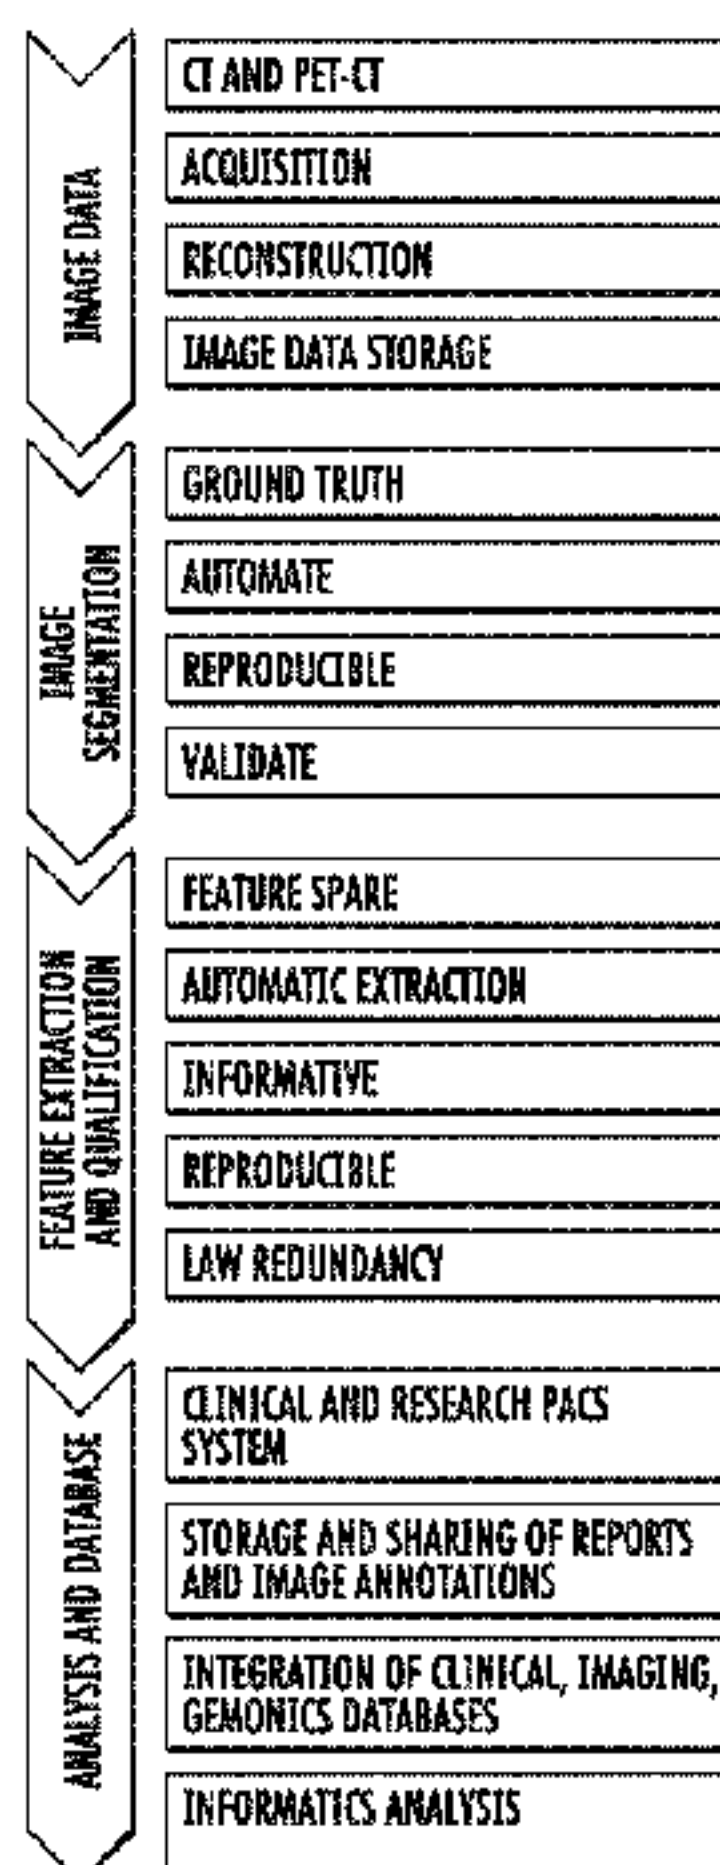 IMAGE DATA
CT AND PET-CT
ACQUISITION
RECONSTRUCTION
IMAGE DATA STORAGE
IMAGE
SEGMENTATION
GROUND TRUTH
AUTOMATE
REPRODUCIBLE
VALIDATE
FEATURE EXTRACTION
AND QUALIFICATION
FEATURE SPARE
AUTOMATIC EXTRACTION
INFORMATIVE
REPRODUCIBLE
LAW REDUNDANCY
ANALYSIS AND DATABASE
CLINICAL AND RESEARCH PACS
SYSTEM
STORAGE AND SHARING OF REPORTS
AND IMAGE ANNOTATIONS
INTEGRATION OF CLINICAL, IMAGING,
GEMONICS DATABASES
INFORMATICS ANALYSIS